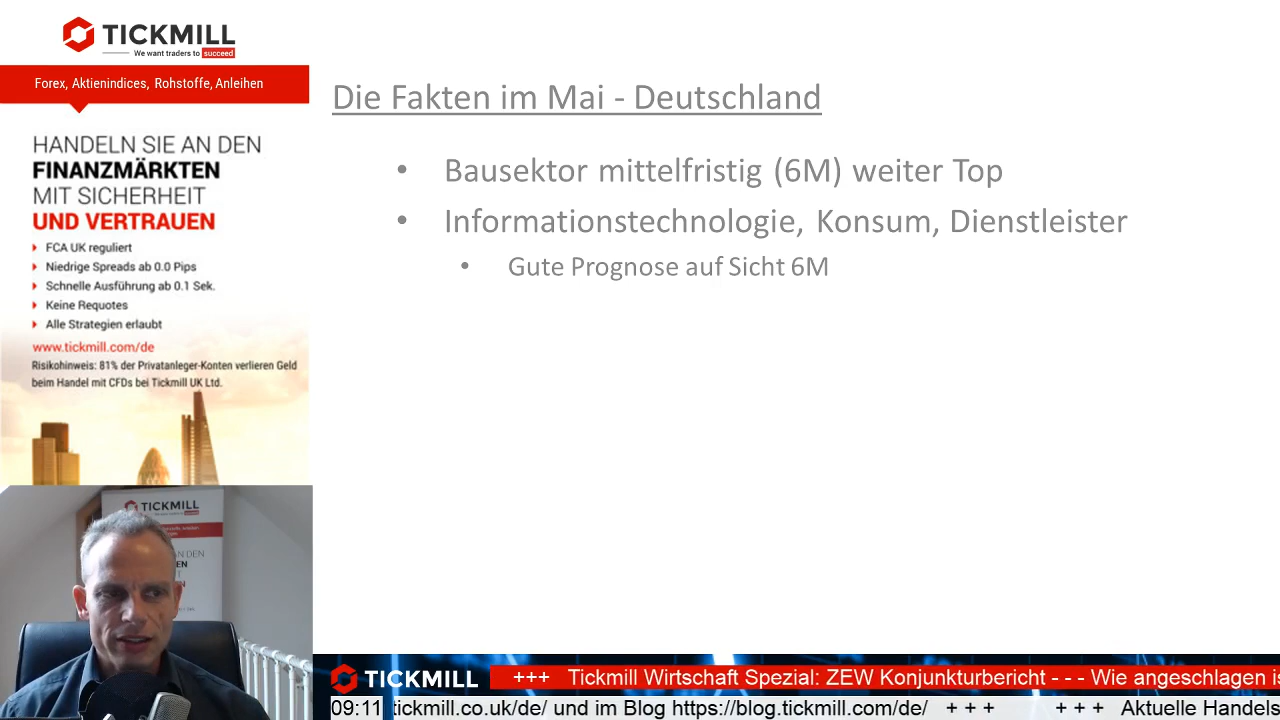 TICKMILL
We want traders to succeed
Forex, Aktienindices, Rohstoffe, Anleihen
HANDELN SIE AN DEN
FINANZMÄRKTEN
MIT SICHERHEIT
UND VERTRAUEN
FCA UK reguliert
Niedrige Spreads ab 0.0 Pips
Schnelle Ausführung ab 0.1 Sek.
Keine Requotes
Alle Strategien erlaubt
www.tickmill.com/de
Risikohinweis: 81% der Privatanleger-Konten verlieren Geld
beim Handel mit CFDs bei Tickmill UK Ltd.
Die Fakten im Mai - Deutschland
• Bausektor mittelfristig (6M) weiter Top
• Informationstechnologie, Konsum, Dienstleister
• Gute Prognose auf Sicht 6M
TICKMILL
TICKMILL
+++ Tickmill Wirtschaft Spezial: ZEW Konjunkturbericht - - - Wie angeschlagen is
09:11 tickmill.co.uk/de/ und im Blog https://blog.tickmill.com/de/ + + + + + + Aktuelle Handels